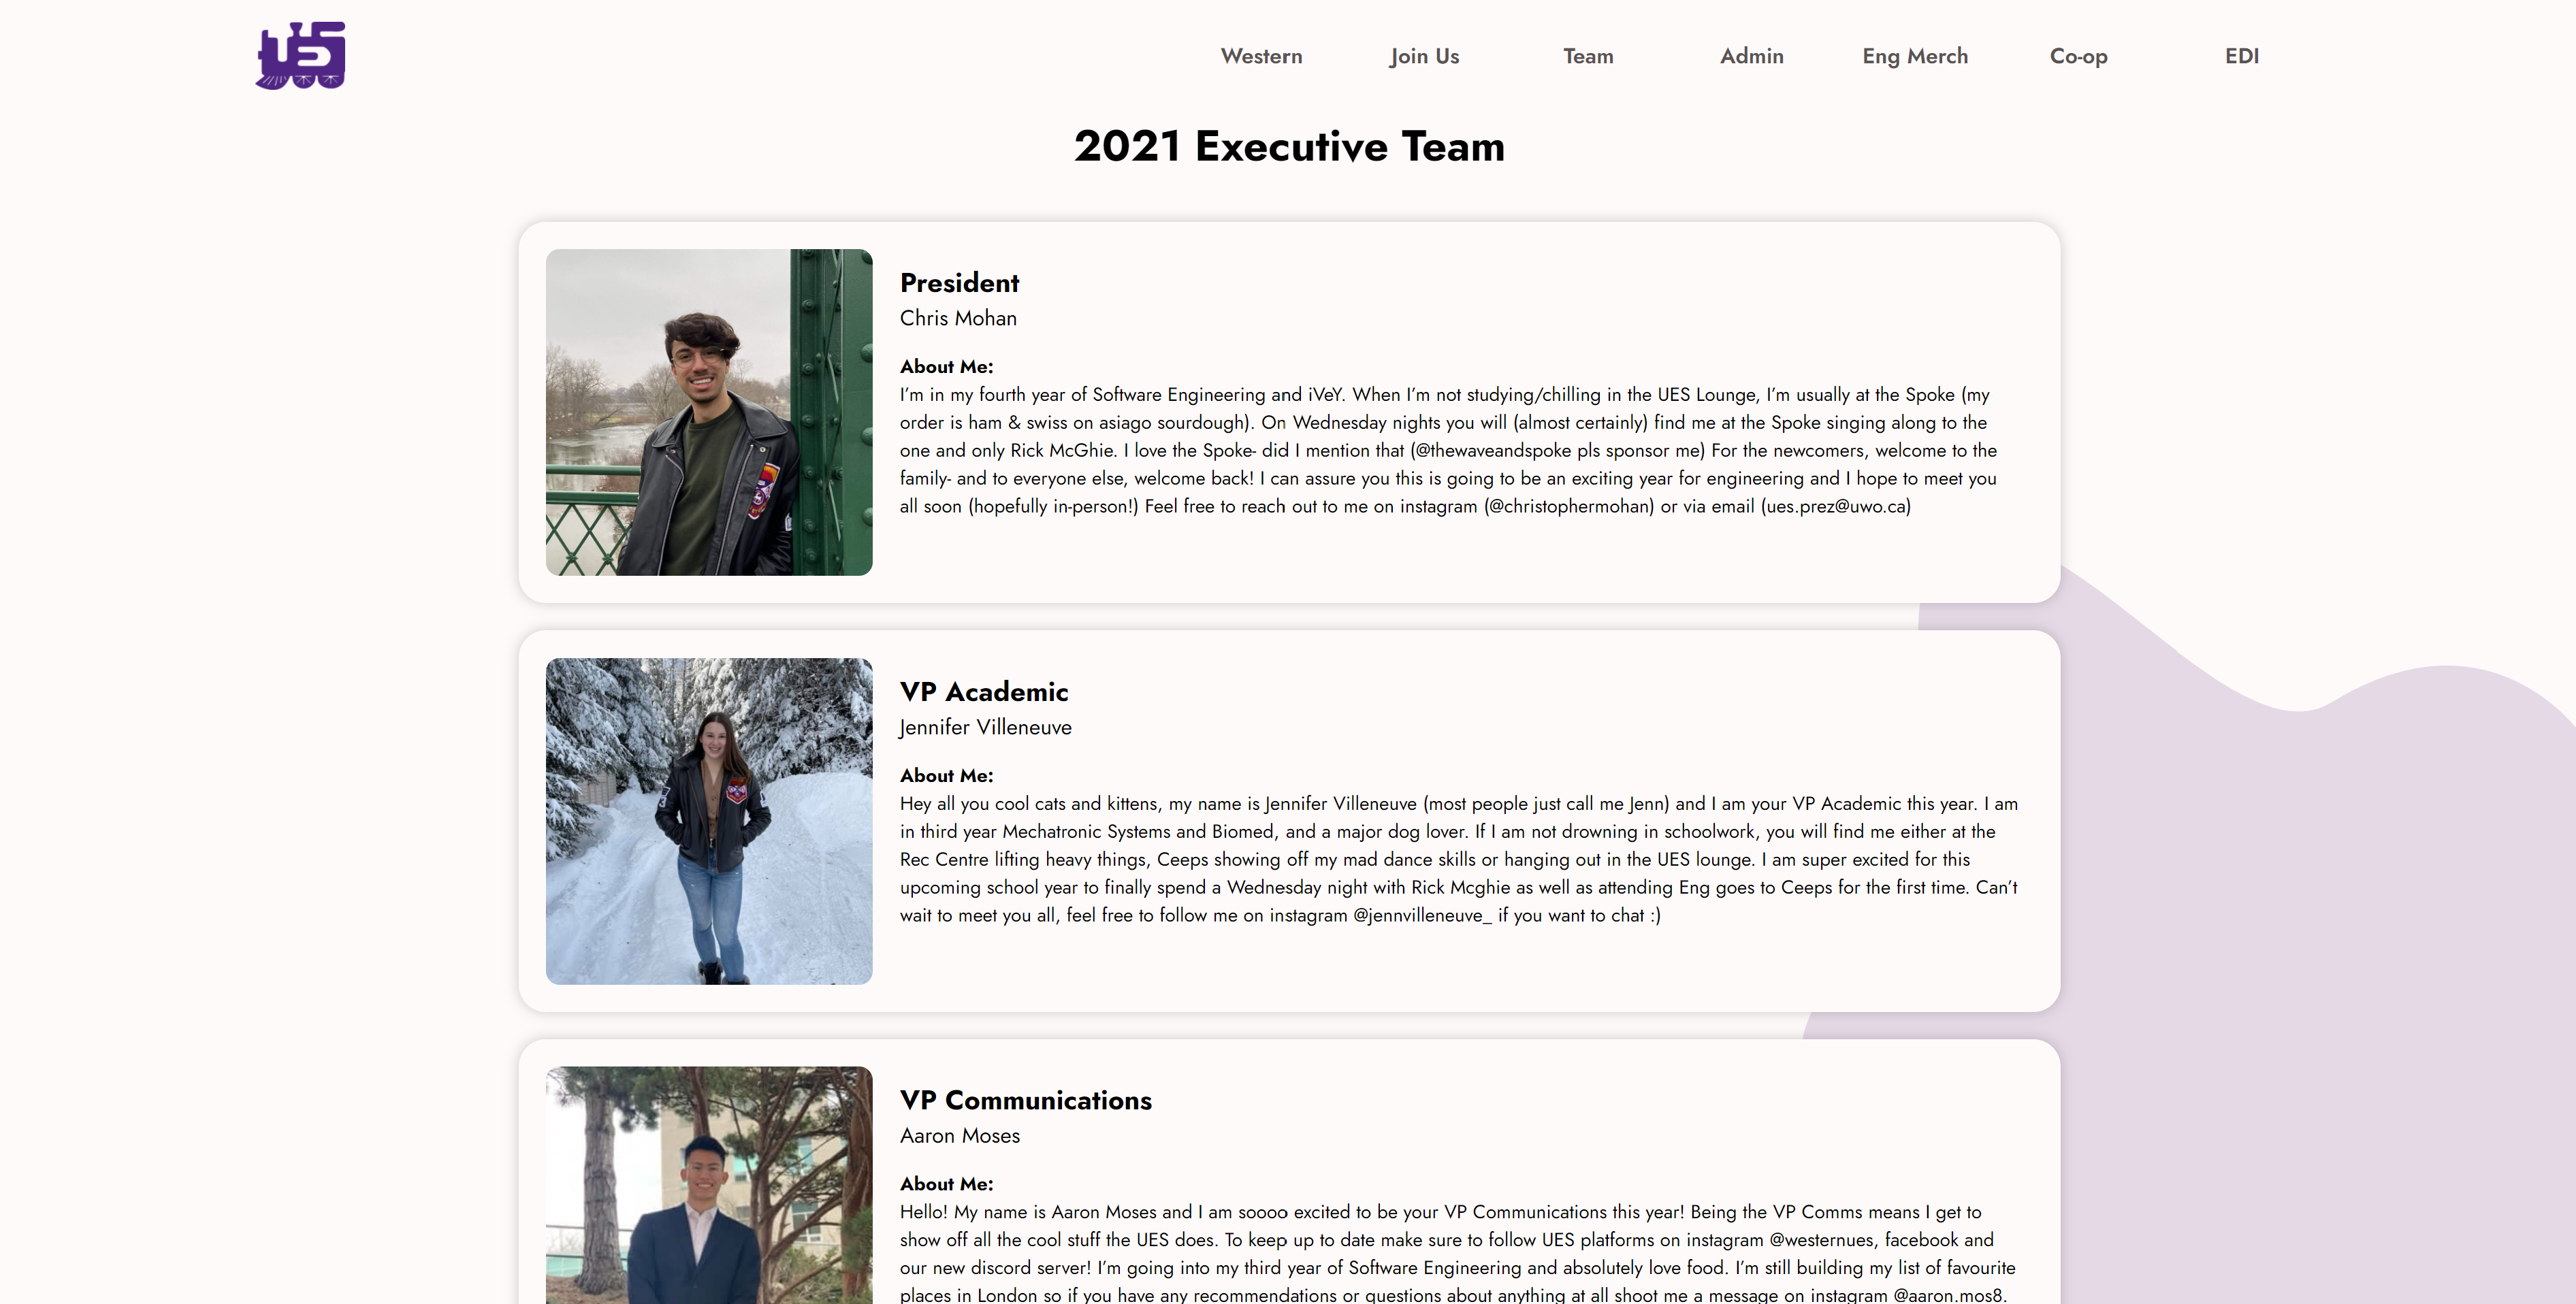 UES
Western
Join Us
Team
Admin
Eng Merch
Co-op
EDI
2021 Executive Team
President
Chris Mohan
About Me:
I'm in my fourth year of Software Engineering and iVeY. When I'm not studying/chilling in the UES Lounge, I'm usually at the Spoke (my
order is ham & swiss on asiago sourdough). On Wednesday nights you will (almost certainly) find me at the Spoke singing along to the
one and only Rick McGhie. I love the Spoke- did I mention that (@thewaveandspoke pls sponsor me) For the newcomers, welcome to the
family- and to everyone else, welcome back! I can assure you this is going to be an exciting year for engineering and I hope to meet you
all soon (hopefully in-person!) Feel free to reach out to me on instagram (@christophermohan) or via email (ues.prez@uwo.ca)
VP Academic
Jennifer Villeneuve
About Me:
Hey all you cool cats and kittens, my name is Jennifer Villeneuve (most people just call me Jenn) and I am your VP Academic this year. I am
in third year Mechatronic Systems and Biomed, and a major dog lover. If I am not drowning in schoolwork, you will find me either at the
Rec Centre lifting heavy things, Ceeps showing off my mad dance skills or hanging out in the UES lounge. I am super excited for this
upcoming school year to finally spend a Wednesday night with Rick Mcghie as well as attending Eng goes to Ceeps for the first time. Can't
wait to meet you all, feel free to follow me on instagram @jennvilleneuve_ if you want to chat :)
VP Communications
Aaron Moses
About Me:
Hello! My name is Aaron Moses and I am soooo excited to be your VP Communications this year! Being the VP Comms means I get to
show off all the cool stuff the UES does. To keep up to date make sure to follow UES platforms on instagram @westernues, facebook and
our new discord server! I'm going into my third year of Software Engineering and absolutely love food. I'm still building my list of favourite
places in London so if you have any recommendations or questions about anything at all shoot me a message on instagram @aaron.mos8.